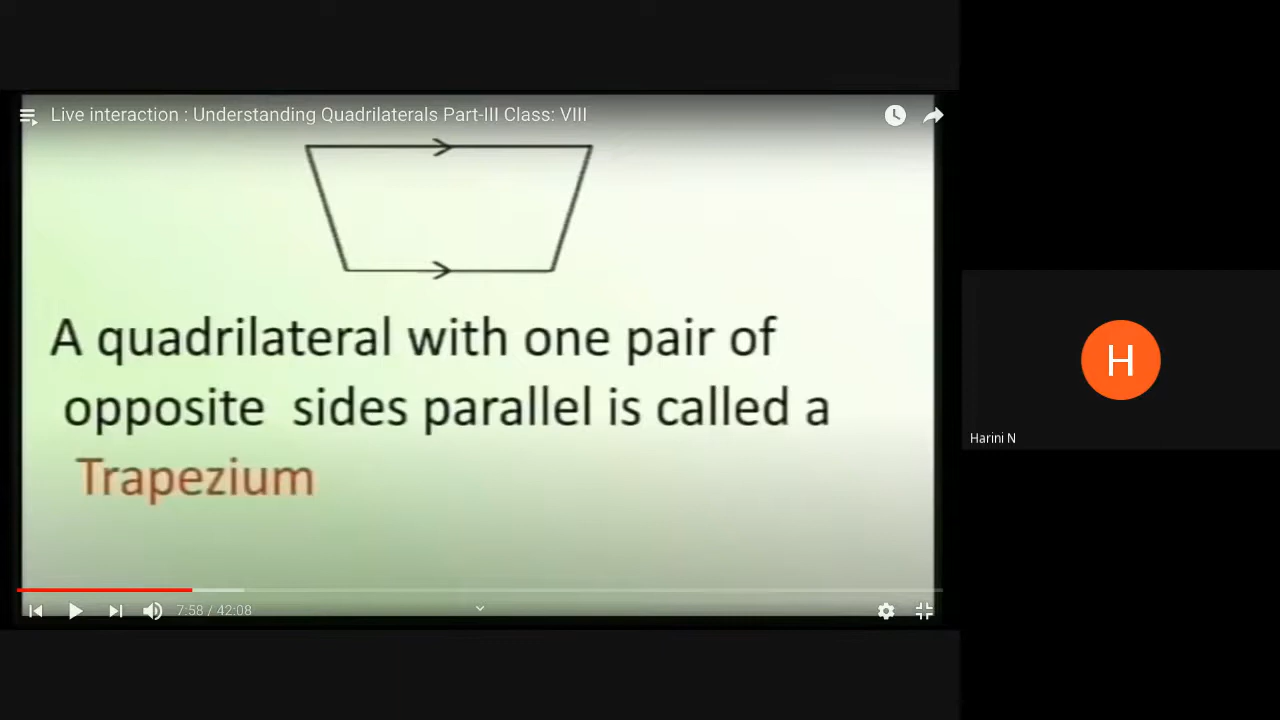 Live interaction : Understanding Quadrilaterals Part-III Class: VIII
A quadrilateral with one pair of
opposite sides parallel is called a
Trapezium
7:58 / 42:08
H
Harini N